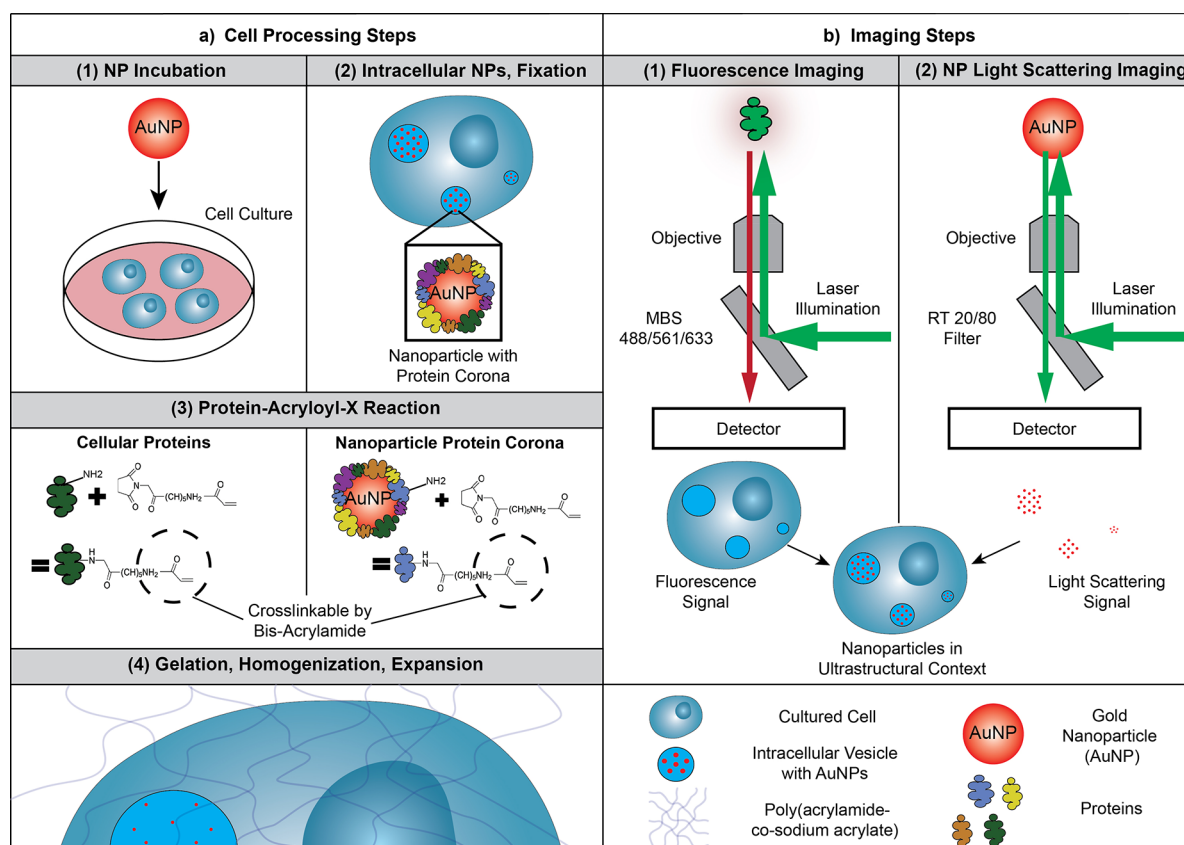 a) Cell Processing Steps
(1) NP Incubation
AuNP
Cell Culture
(2) Intracellular NPs, Fixation
AuNP
Nanoparticle with
Protein Corona
(3) Protein-Acryloyl-X Reaction
Cellular Proteins
NH2
+
O
N
O
O
(CH)5NH2
O
=
H
N
O
(CH)5NH2
O
Nanoparticle Protein Corona
AuNP
NH2
+
O
N
O
O
(CH)5NH2
O
=
H
N
O
(CH)5NH2
O
Crosslinkable by
Bis-Acrylamide
(4) Gelation, Homogenization, Expansion
b) Imaging Steps
(1) Fluorescence Imaging
Objective
Laser
Illumination
MBS
488/561/633
Detector
Fluorescence
Signal
(2) NP Light Scattering Imaging
AuNP
Objective
Laser
Illumination
RT 20/80
Filter
Detector
Light Scattering
Signal
Nanoparticles in
Ultrastructural Context
Cultured Cell
Intracellular Vesicle
with AuNPs
Poly(acrylamide-
co-sodium acrylate)
AuNP
Gold
Nanoparticle
(AuNP)
Proteins